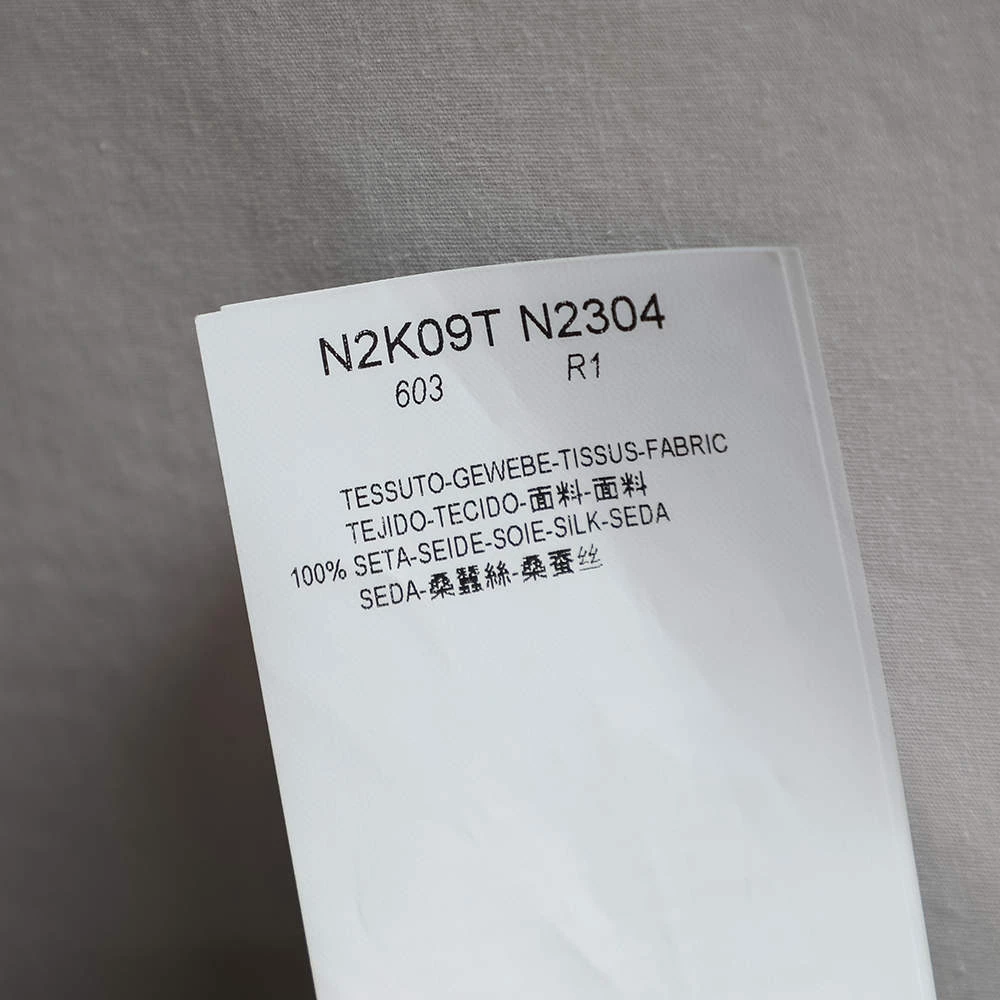 N2K09T N2304
603 R1
TESSUTO-GEWEBE-TISSUS-FABRIC
TEJIDO-TECIDO-面料-面料
100% SETA-SEIDE-SOIE-SiLK-SEDA
SEDA-桑蠶絲-桑蚕丝